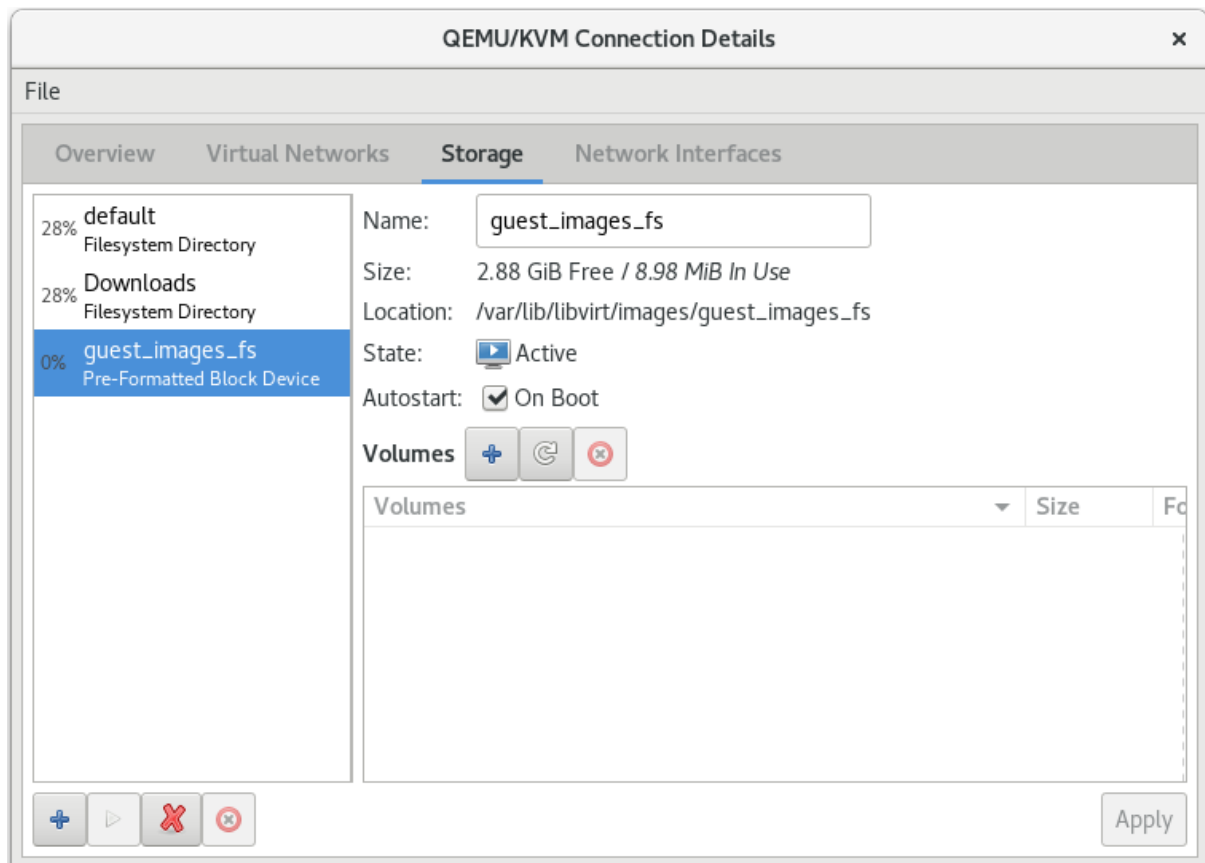 QEMU/KVM Connection Details
File
Overview Virtual Networks Storage Network Interfaces
28% default
Filesystem Directory
28% Downloads
Filesystem Directory
0% guest_images_fs
Pre-Formatted Block Device
Name: guest_images_fs
Size: 2.88 GiB Free / 8.98 MiB In Use
Location: /var/lib/libvirt/images/guest_images_fs
State: Active
Autostart: On Boot
Volumes
Volumes Size Fo
Apply